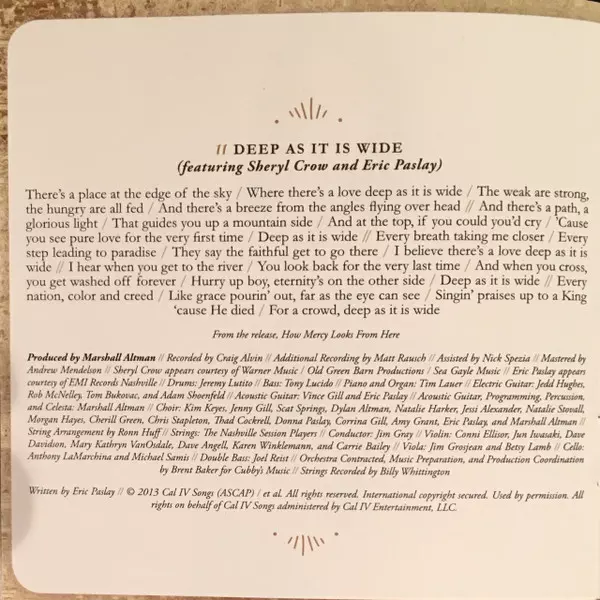 11 DEEP AS IT IS WIDE
(featuring Sheryl Crow and Eric Paslay)
There's a place at the edge of the sky / Where there's a love deep as it is wide / The weak are strong,
the hungry are all fed / And there's a breeze from the angles flying over head // And there's a path, a
glorious light / That guides you up a mountain side / And at the top, if you could you'd cry / 'Cause
you see pure love for the very first time / Deep as it is wide // Every breath taking me closer / Every
step leading to paradise / They say the faithful get to go there / I believe there's a love deep as it is
wide // I hear when you get to the river / You look back for the very last time / And when you cross,
you get washed off forever / Hurry up boy, eternity's on the other side / Deep as it is wide // Every
nation, color and creed / Like grace pourin' out, far as the eye can see / Singin' praises up to a King
'cause He died / For a crowd, deep as it is wide
From the release, How Mercy Looks From Here
Produced by Marshall Altman // Recorded by Craig Alvin // Additional Recording by Matt Rausch // Assisted by Nick Spezia // Mastered by
Andrew Mendelson // Sheryl Crow appears courtesy of Warner Music / Old Green Barn Productions / Sea Gayle Music // Eric Paslay appears
courtesy of EMI Records Nashville // Drums: Jeremy Lutito // Bass: Tony Lucido // Piano and Organ: Tim Lauer // Electric Guitar: Jedd Hughes,
Rob McNelley, Tom Bukovac, and Adam Shoenfeld // Acoustic Guitar: Vince Gill and Eric Paslay // Acoustic Guitar, Programming, Percussion,
and Celesta: Marshall Altman // Choir: Kim Keyes, Jenny Gill, Scat Springs, Dylan Altman, Natalie Harker, Jessi Alexander, Natalie Stovall,
Morgan Hayes, Cherill Green, Chris Stapleton, Thad Cockrell, Donna Paslay, Corrina Gill, Amy Grant, Eric Paslay, and Marshall Altman //
String Arrangement by Ronn Huff // Strings: The Nashville Session Players // Conductor: Jim Gray // Violin: Conni Ellisor, Jun Iwasaki, Dave
Davidson, Mary Kathryn VanOsdale, Dave Angell, Karen Winkelmann, and Carrie Bailey // Viola: Jim Grosjean and Betsy Lamb // Cello:
Anthony LaMarchina and Michael Samis // Double Bass: Joel Reist // Orchestra Contracted, Music Preparation, and Production Coordination
by Brent Baker for Cubby's Music // Strings Recorded by Billy Whittington
Written by Eric Paslay // © 2013 Cal IV Songs (ASCAP) / et al. All rights reserved. International copyright secured. Used by permission. All
rights on behalf of Cal IV Songs administered by Cal IV Entertainment, LLC.